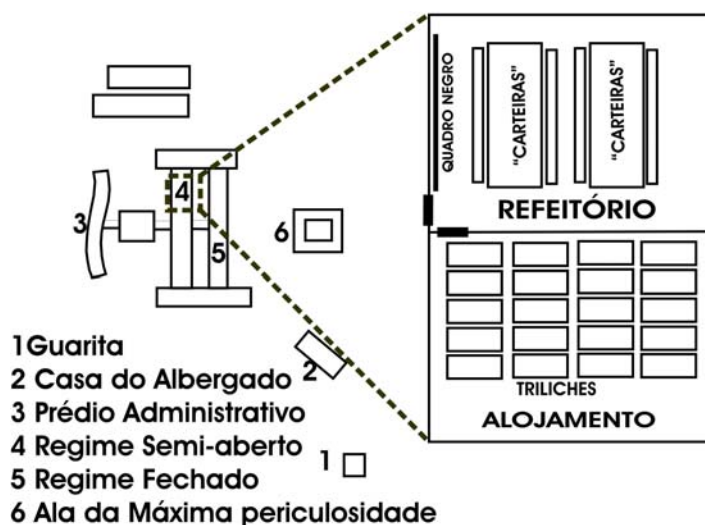 QUADRO NEGRO
"CARTEIRAS"
"CARTEIRAS"
REFEITÓRIO
TRILICHES
ALOJAMENTO
4
3
6
5
2
1
1Guarita
2 Casa do Albergado
3 Prédio Administrativo
4 Regime Semi-aberto
5 Regime Fechado
6 Ala da Máxima periculosidade